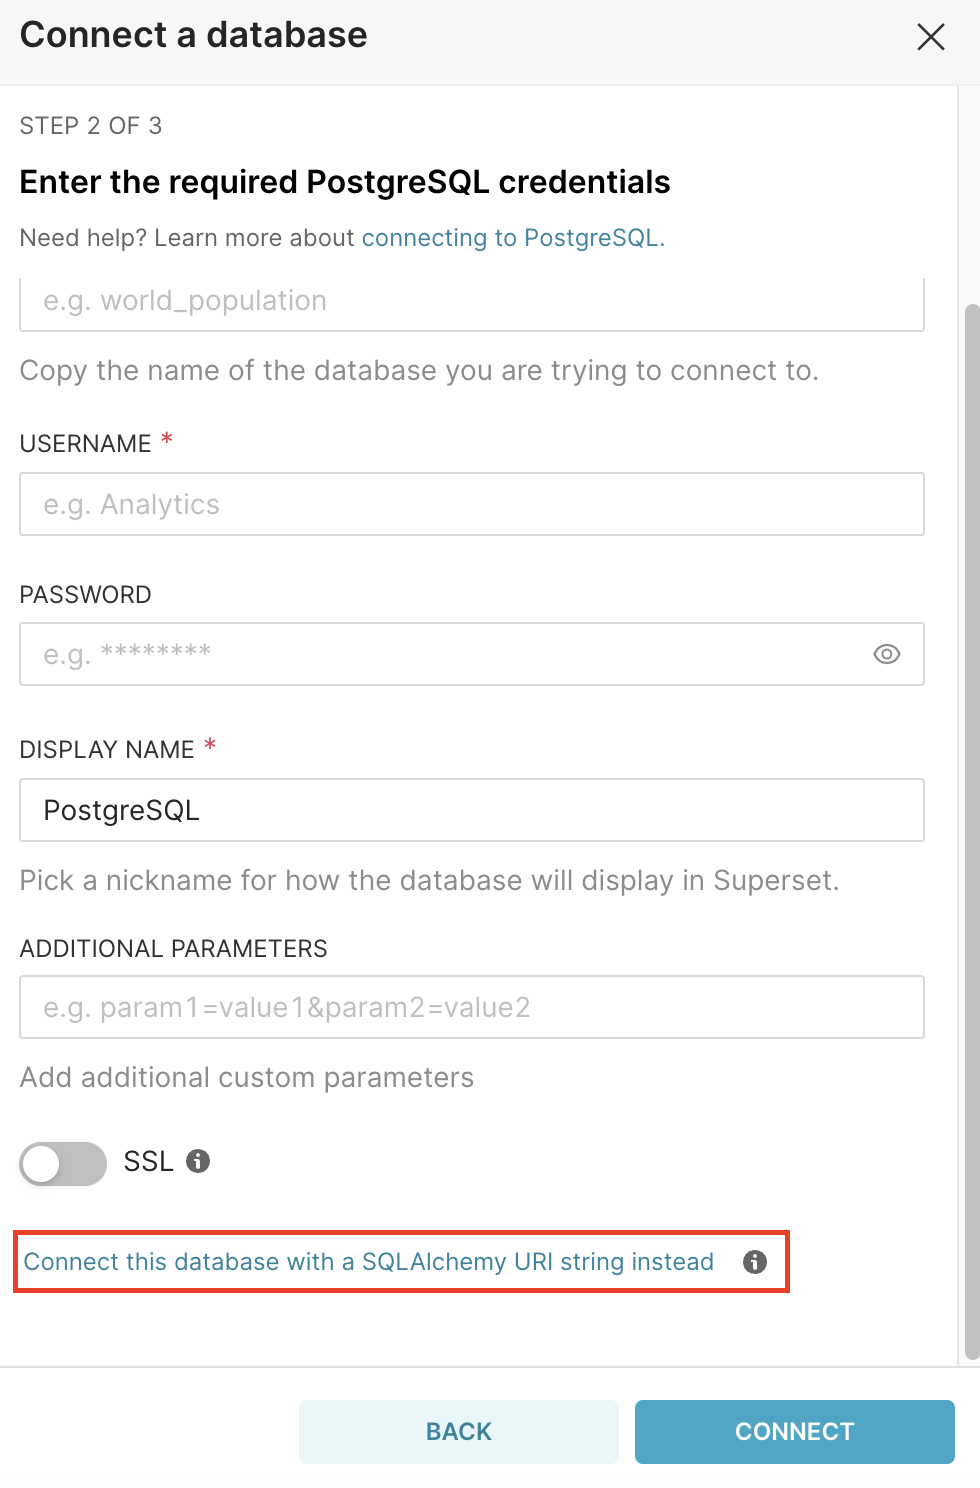 Connect a database
STEP 2 OF 3
Enter the required PostgreSQL credentials
Need help? Learn more about connecting to PostgreSQL.
e.g. world_population
Copy the name of the database you are trying to connect to.
USERNAME *
e.g. Analytics
PASSWORD
e.g. ********
DISPLAY NAME *
PostgreSQL
Pick a nickname for how the database will display in Superset.
ADDITIONAL PARAMETERS
e.g. param1=value1&param2=value2
Add additional custom parameters
SSL
Connect this database with a SQLAlchemy URI string instead
BACK
CONNECT